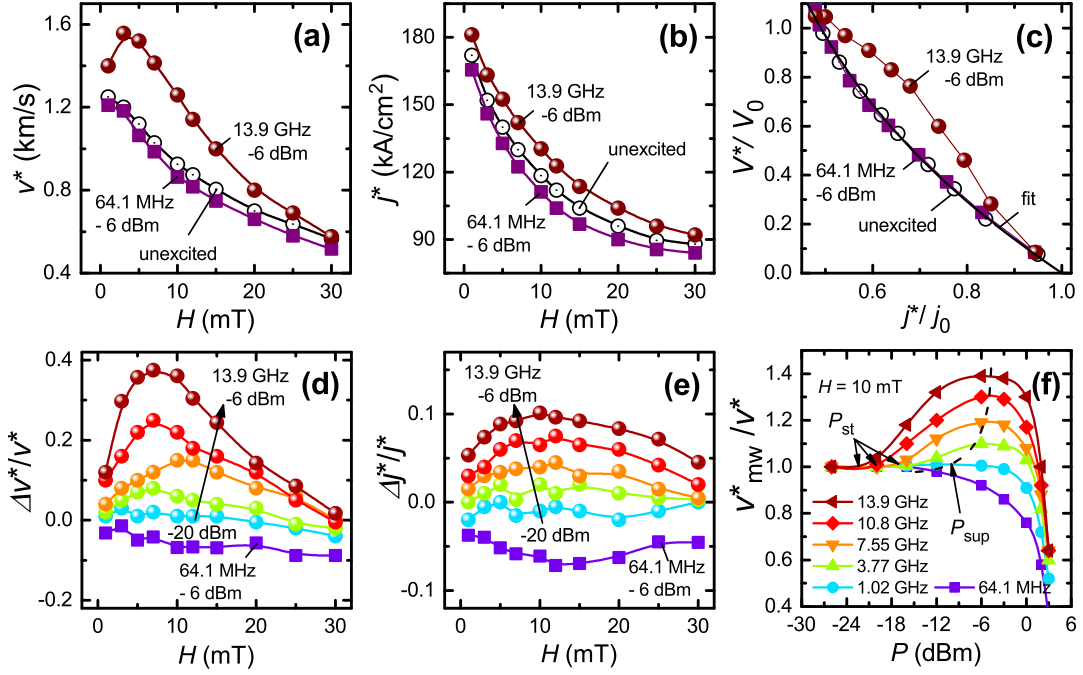 (a)
v* (km/s)
1.6
1.2
0.8
0.4
0 10 20 30
H (mT)
13.9 GHz
-6 dBm
64.1 MHz
- 6 dBm
unexcited
(b)
j* (kA/cm2)
180
150
120
90
0 10 20 30
H (mT)
13.9 GHz
-6 dBm
unexcited
64.1 MHz
- 6 dBm
(c)
V*/ V0
1.0
0.8
0.6
0.4
0.2
0.0
0.6 0.8 1.0
j*/ j0
13.9 GHz
-6 dBm
64.1 MHz
- 6 dBm
unexcited
fit
(d)
Δv*/v*
0.4
0.2
0.0
-0.2
0 10 20 30
H (mT)
13.9 GHz
-6 dBm
-20 dBm
64.1 MHz
- 6 dBm
(e)
Δj*/j*
0.1
0.0
-0.1
0 10 20 30
H (mT)
13.9 GHz
-6 dBm
-20 dBm
64.1 MHz
- 6 dBm
(f)
v*mw /v*
1.4
1.2
1.0
0.8
0.6
0.4
-30 -24 -18 -12 -6 0 6
P (dBm)
H = 10 mT
Pst
Psup
13.9 GHz
10.8 GHz
7.55 GHz
3.77 GHz
1.02 GHz
64.1 MHz